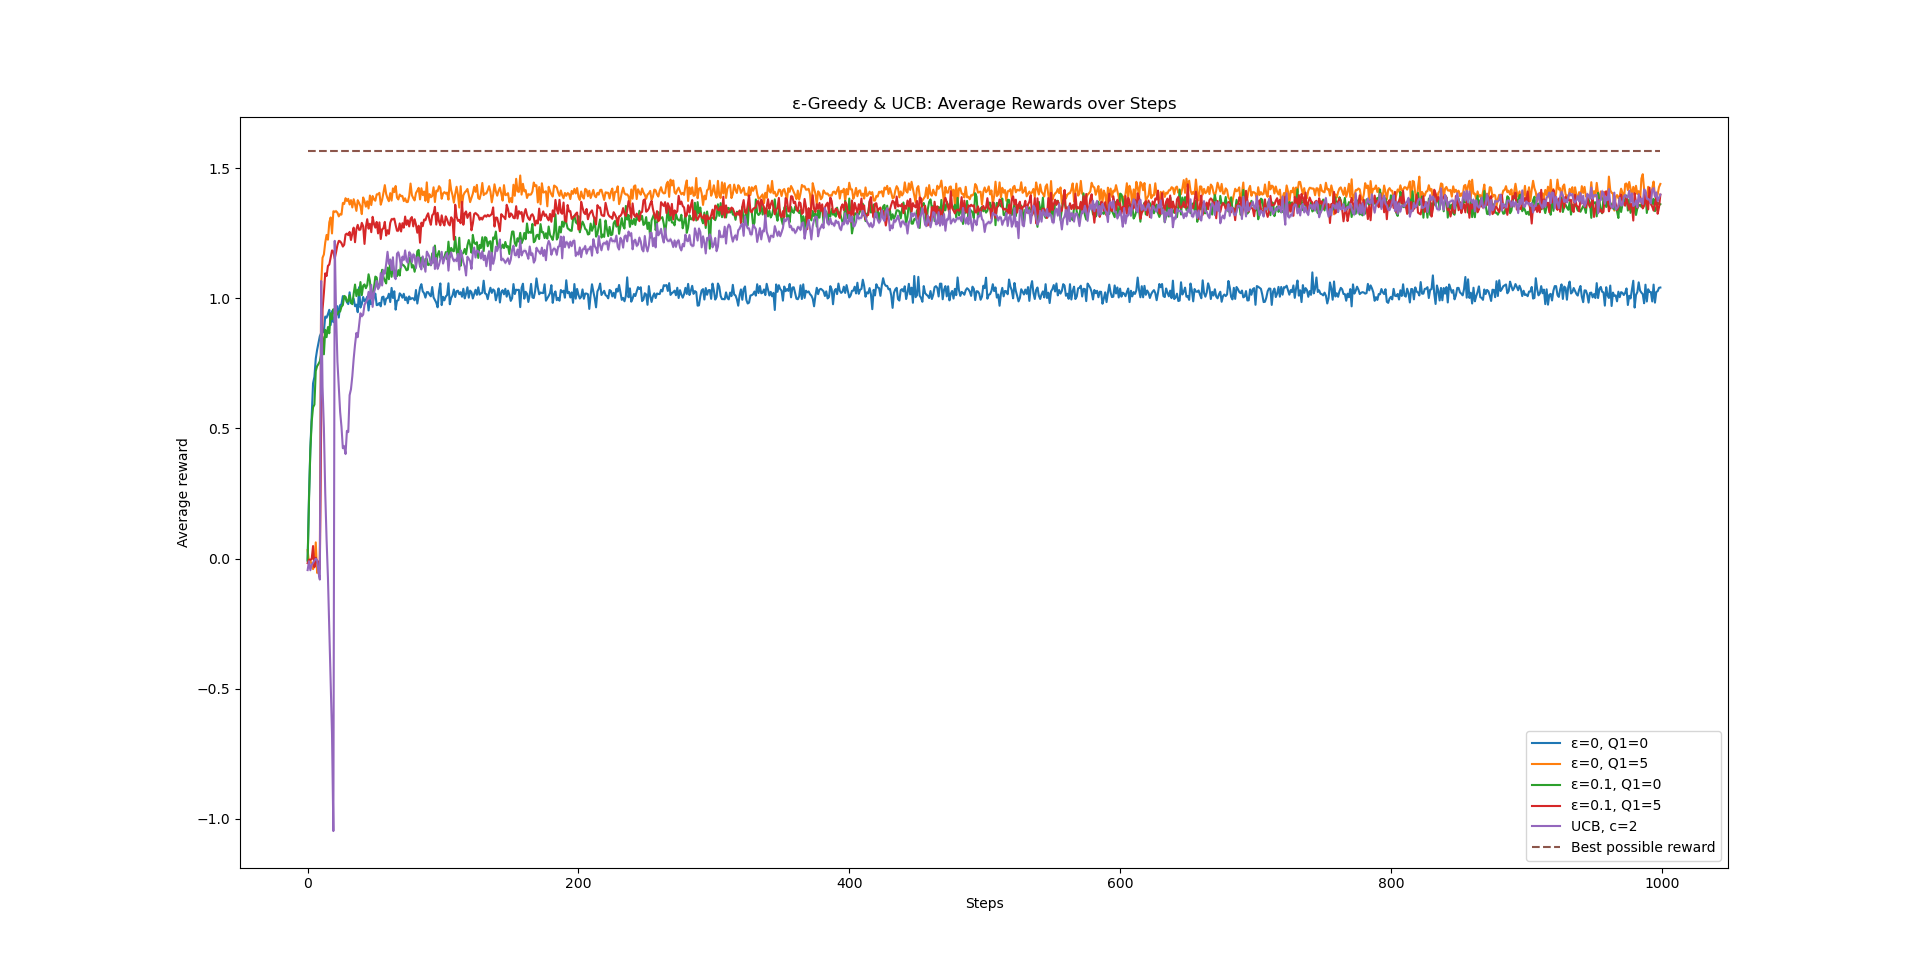 ε-Greedy & UCB: Average Rewards over Steps
Average reward
1.5
1.0
0.5
0.0
−0.5
−1.0
0
200
400
600
800
1000
Steps
ε=0, Q1=0
ε=0, Q1=5
ε=0.1, Q1=0
ε=0.1, Q1=5
UCB, c=2
Best possible reward